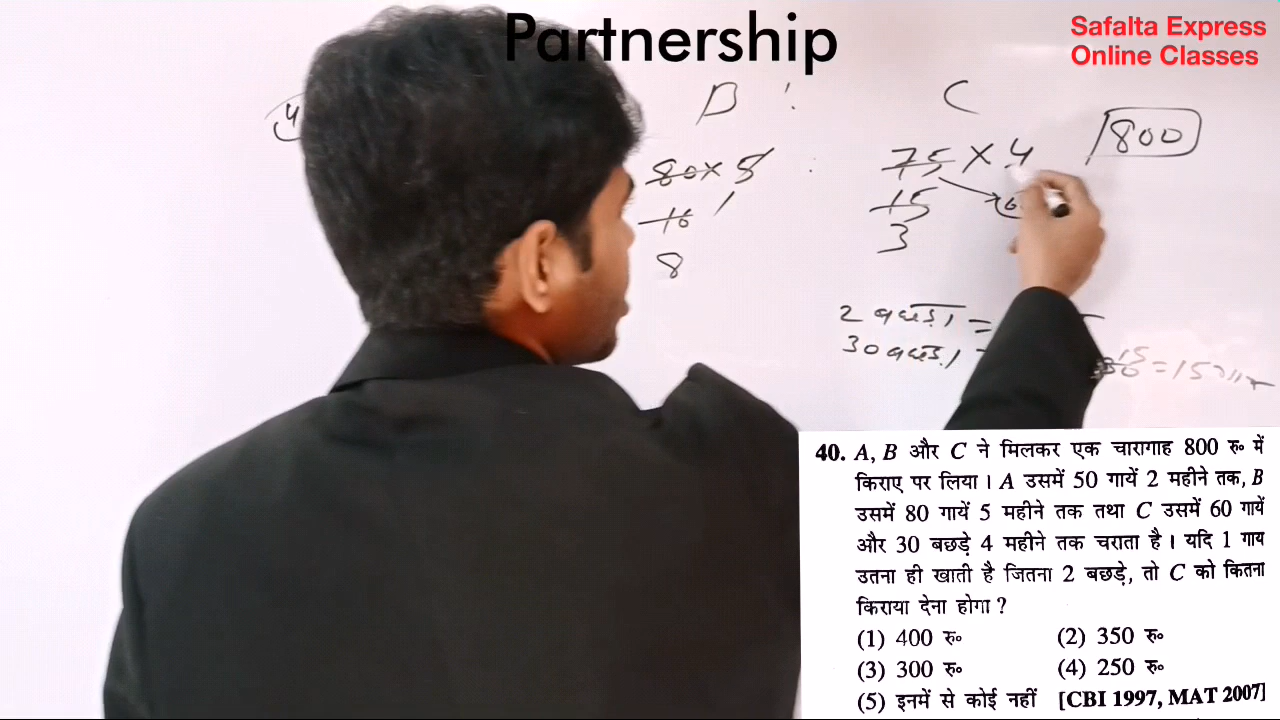 Partnership
Safalta Express
Online Classes
B : C
4
80×5 : 75×4 800
16 1 15
8 3
2 बछड़ा =
30 बछड़ा =
15
40. A, B और C ने मिलकर एक चारागाह 800 रु० में
किराए पर लिया। A उसमें 50 गायें 2 महीने तक, B
उसमें 80 गायें 5 महीने तक तथा C उसमें 60 गायें
और 30 बछड़े 4 महीने तक चराता है। यदि 1 गाय
उतना ही खाती है जितना 2 बछड़े, तो C को कितना
किराया देना होगा ?
(1) 400 रु० (2) 350 रु०
(3) 300 रु० (4) 250 रु०
(5) इनमें से कोई नहीं [CBI 1997, MAT 2007]